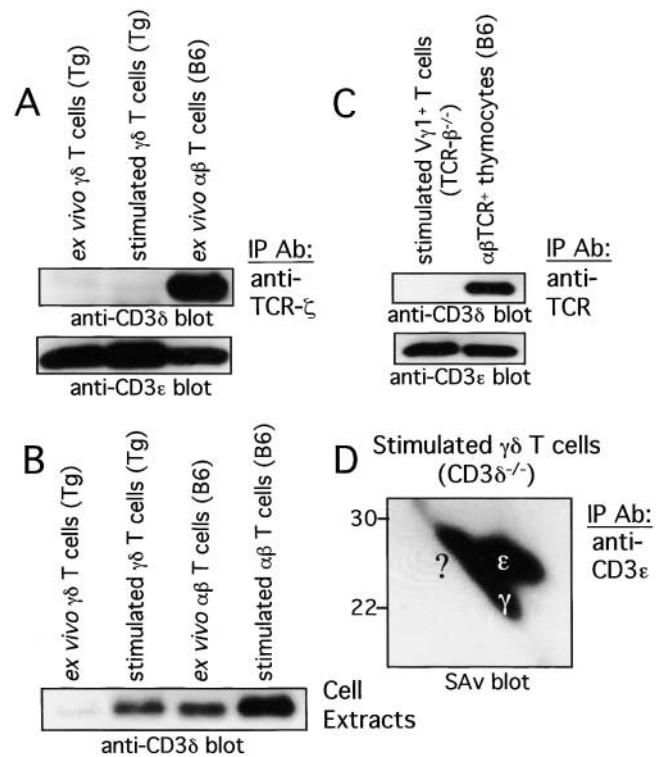 A
ex vivo γδ T cells (Tg)
stimulated γδ T cells (Tg)
ex vivo αβ T cells (B6)
IP Ab:
anti-
TCR-ζ
anti-CD3δ blot
anti-CD3ε blot
C
stimulated Vγ1+ T cells
(TCR-β-/-)
αβTCR+ thymocytes (B6)
IP Ab:
anti-
TCR
anti-CD3δ blot
anti-CD3ε blot
B
ex vivo γδ T cells (Tg)
stimulated γδ T cells (Tg)
ex vivo αβ T cells (B6)
stimulated αβ T cells (B6)
Cell
Extracts
anti-CD3δ blot
D
Stimulated γδ T cells
(CD3δ-/-)
30
22
?
ε
γ
IP Ab:
anti-
CD3ε
SAv blot